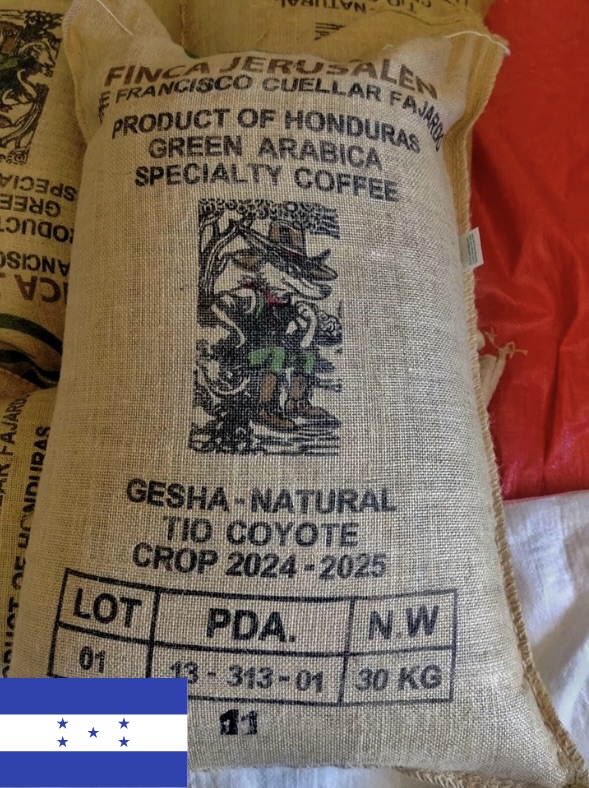 FINCA JERUSALEN
FRANCISCO CUELLAR FAJARDO
PRODUCT OF HONDURAS
GREEN ARABICA
SPECIALTY COFFEE
GESHA-NATURAL
TIO COYOTE
CROP 2024-2025
LOT PDA. N.W
01 13-313-01 30 KG
11